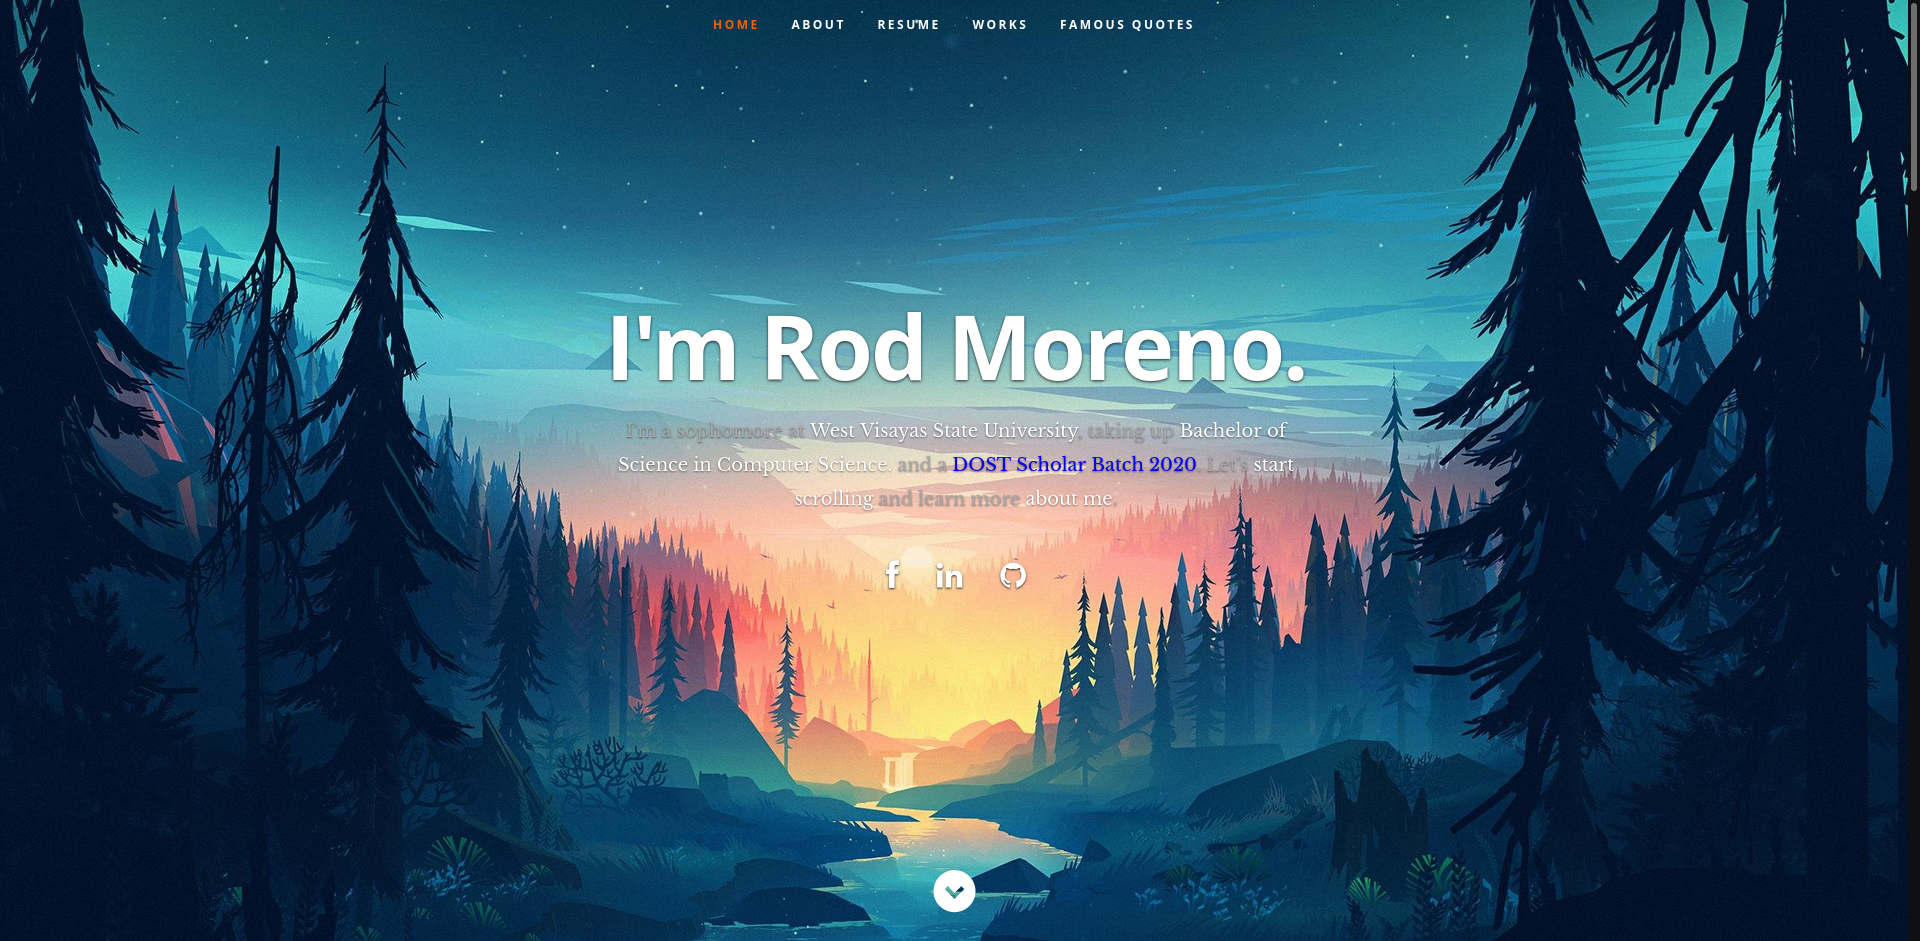 HOME ABOUT RESUME WORKS FAMOUS QUOTES
I'm Rod Moreno.
I'm a sophomore at West Visayas State University, taking up Bachelor of
Science in Computer Science. and a DOST Scholar Batch 2020. Let's start
scrolling and learn more about me.